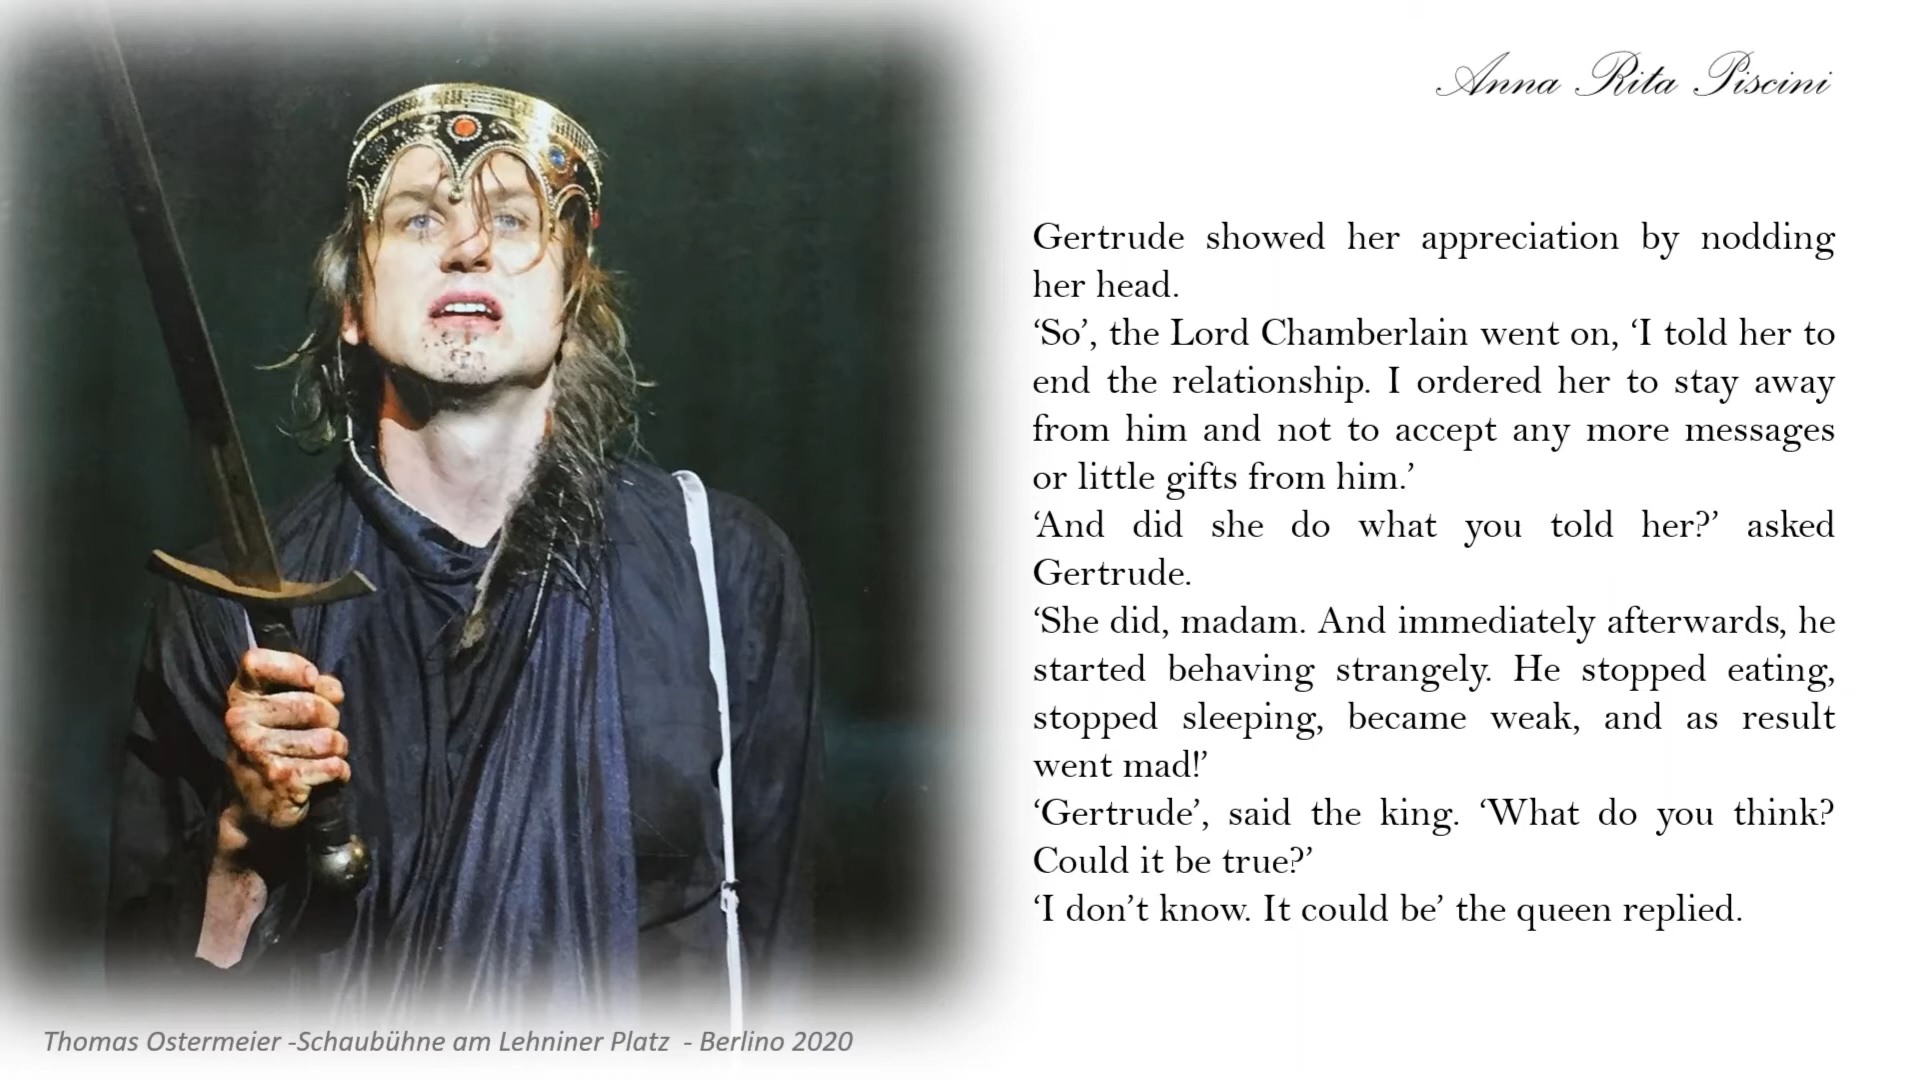 Anna Rita Piscini
Gertrude showed her appreciation by nodding
her head.
‘So’, the Lord Chamberlain went on, ‘I told her to
end the relationship. I ordered her to stay away
from him and not to accept any more messages
or little gifts from him.’
‘And did she do what you told her?’ asked
Gertrude.
‘She did, madam. And immediately afterwards, he
started behaving strangely. He stopped eating,
stopped sleeping, became weak, and as result
went mad!’
‘Gertrude’, said the king. ‘What do you think?
Could it be true?’
‘I don’t know. It could be’ the queen replied.
Thomas Ostermeier -Schaubühne am Lehniner Platz - Berlino 2020